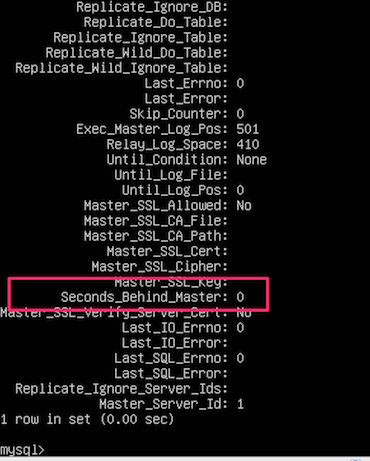 Replicate_Ignore_DB:
Replicate_Do_Table:
Replicate_Ignore_Table:
Replicate_Wild_Do_Table:
Replicate_Wild_Ignore_Table:
Last_Errno: 0
Last_Error:
Skip_Counter: 0
Exec_Master_Log_Pos: 501
Relay_Log_Space: 410
Until_Condition: None
Until_Log_File:
Until_Log_Pos: 0
Master_SSL_Allowed: No
Master_SSL_CA_File:
Master_SSL_CA_Path:
Master_SSL_Cert:
Master_SSL_Cipher:
Master_SSL_Key:
Seconds_Behind_Master: 0
Master_SSL_Verify_Server_Cert: No
Last_IO_Errno: 0
Last_IO_Error:
Last_SQL_Errno: 0
Last_SQL_Error:
Replicate_Ignore_Server_Ids:
Master_Server_Id: 1
1 row in set (0.00 sec)
mysql>